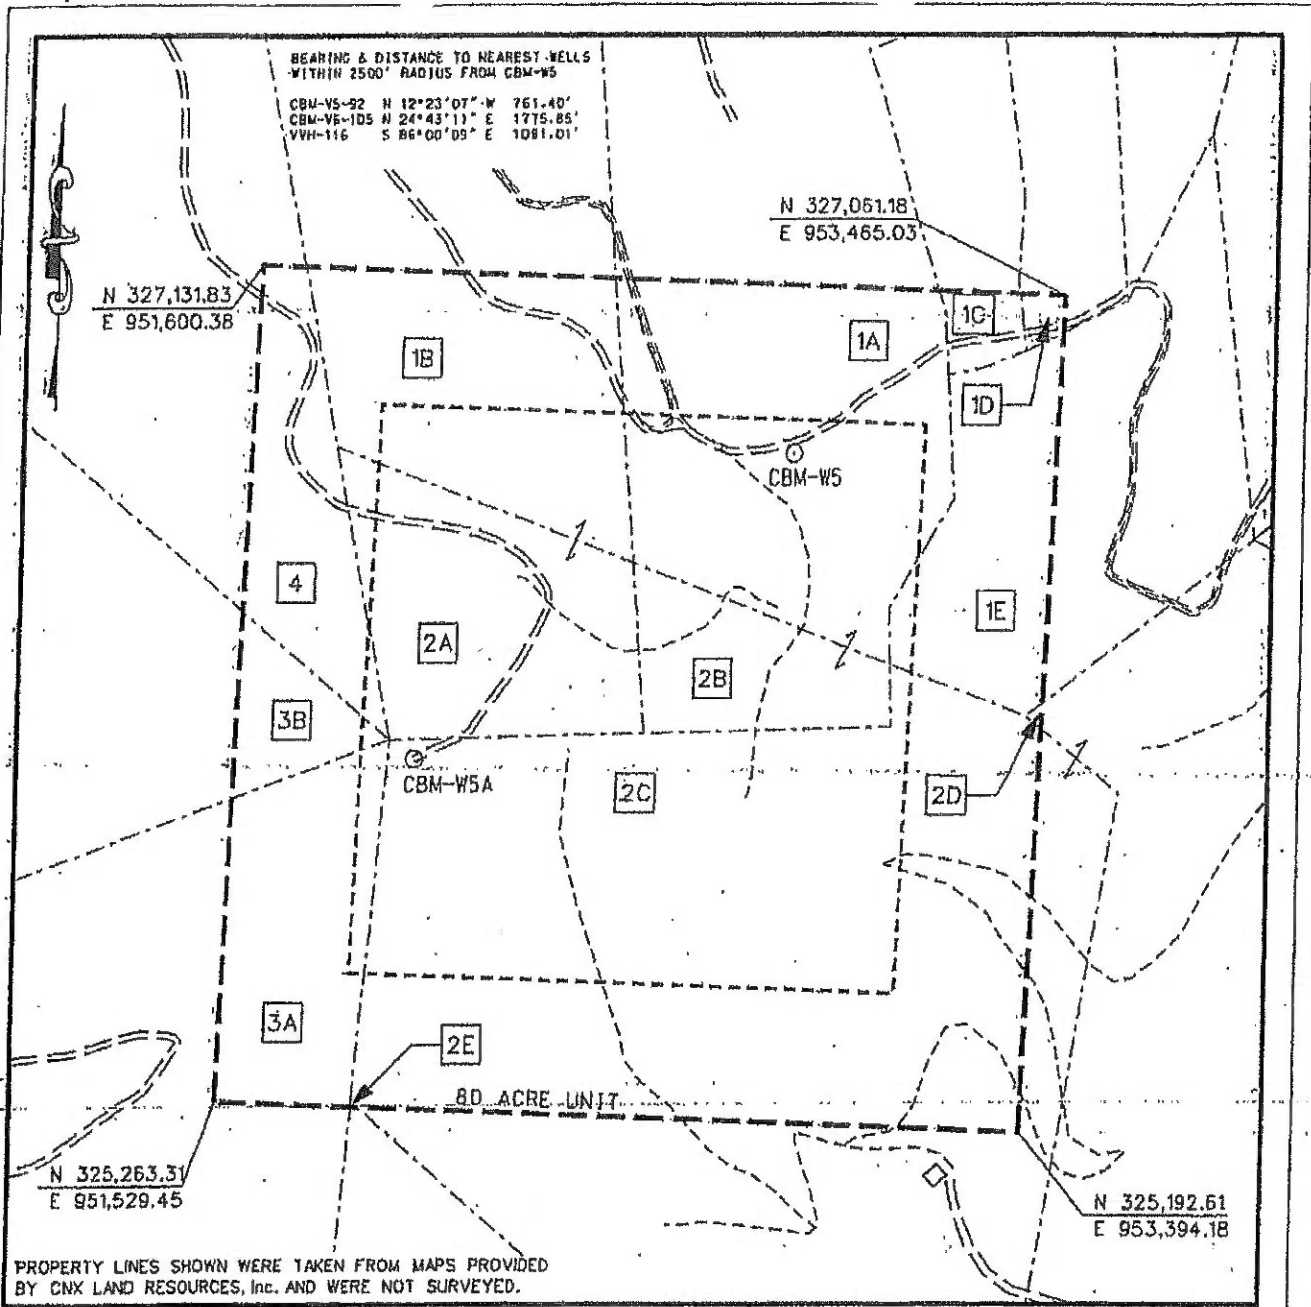 BEARING & DISTANCE TO NEAREST WELLS
WITHIN 2500' RADIUS FROM CBM-W5
CBM-V5-92 N 12°23'07" W 761.40'
CBM-V6-105 N 24°43'11" E 1775.85'
VVH-116 S 86°00'09" E 1081.01'
N 327,061.18
E 953,465.03
N 327,131.83
E 951,600.38
1C
1A
1B
1D
CBM-W5
4
1E
2A
2B
3B
CBM-W5A
2C
2D
3A
2E
80 ACRE UNIT
N 325,263.31
E 951,529.45
N 325,192.61
E 953,394.18
PROPERTY LINES SHOWN WERE TAKEN FROM MAPS PROVIDED
BY CNX LAND RESOURCES, Inc. AND WERE NOT SURVEYED.